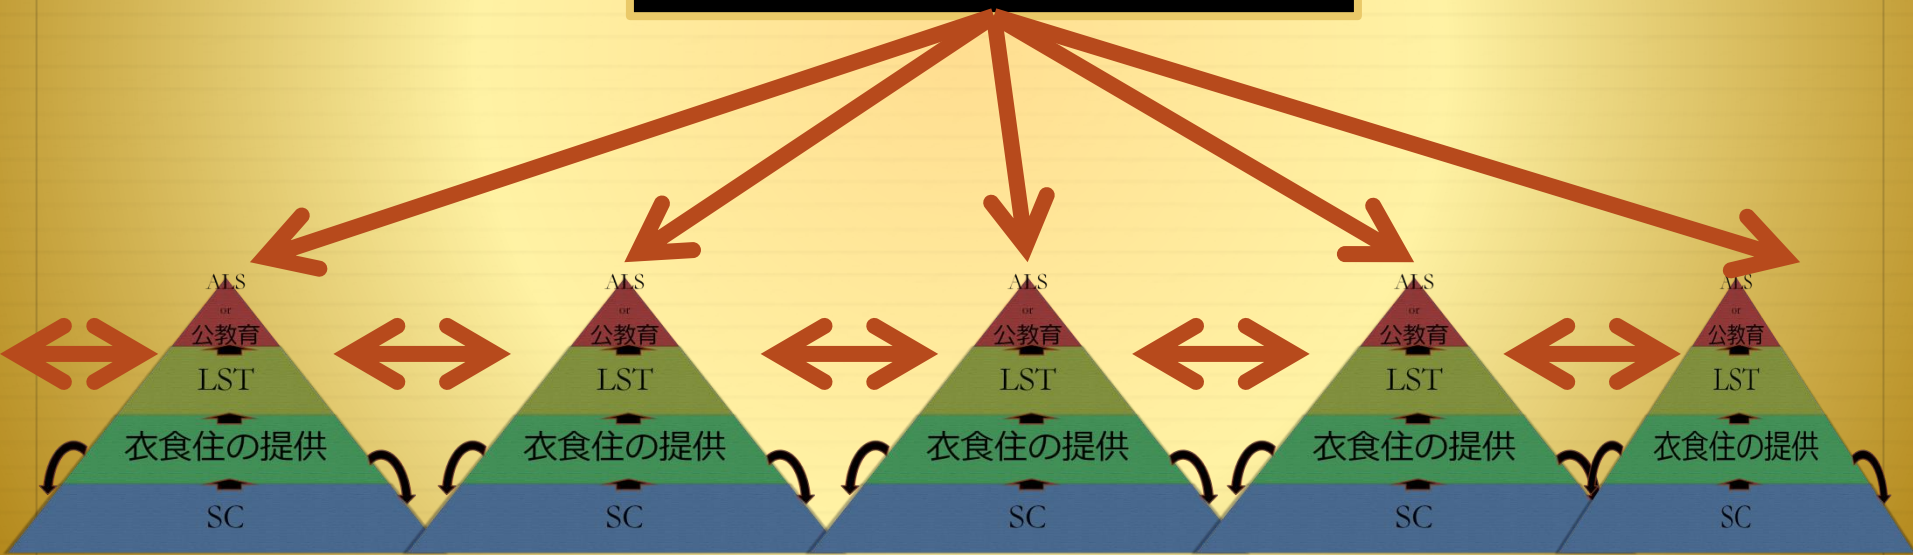 ALS
or
公教育
LST
衣食住の提供
SC
ALS
or
公教育
LST
衣食住の提供
SC
ALS
or
公教育
LST
衣食住の提供
SC
ALS
or
公教育
LST
衣食住の提供
SC
ALS
or
公教育
LST
衣食住の提供
SC